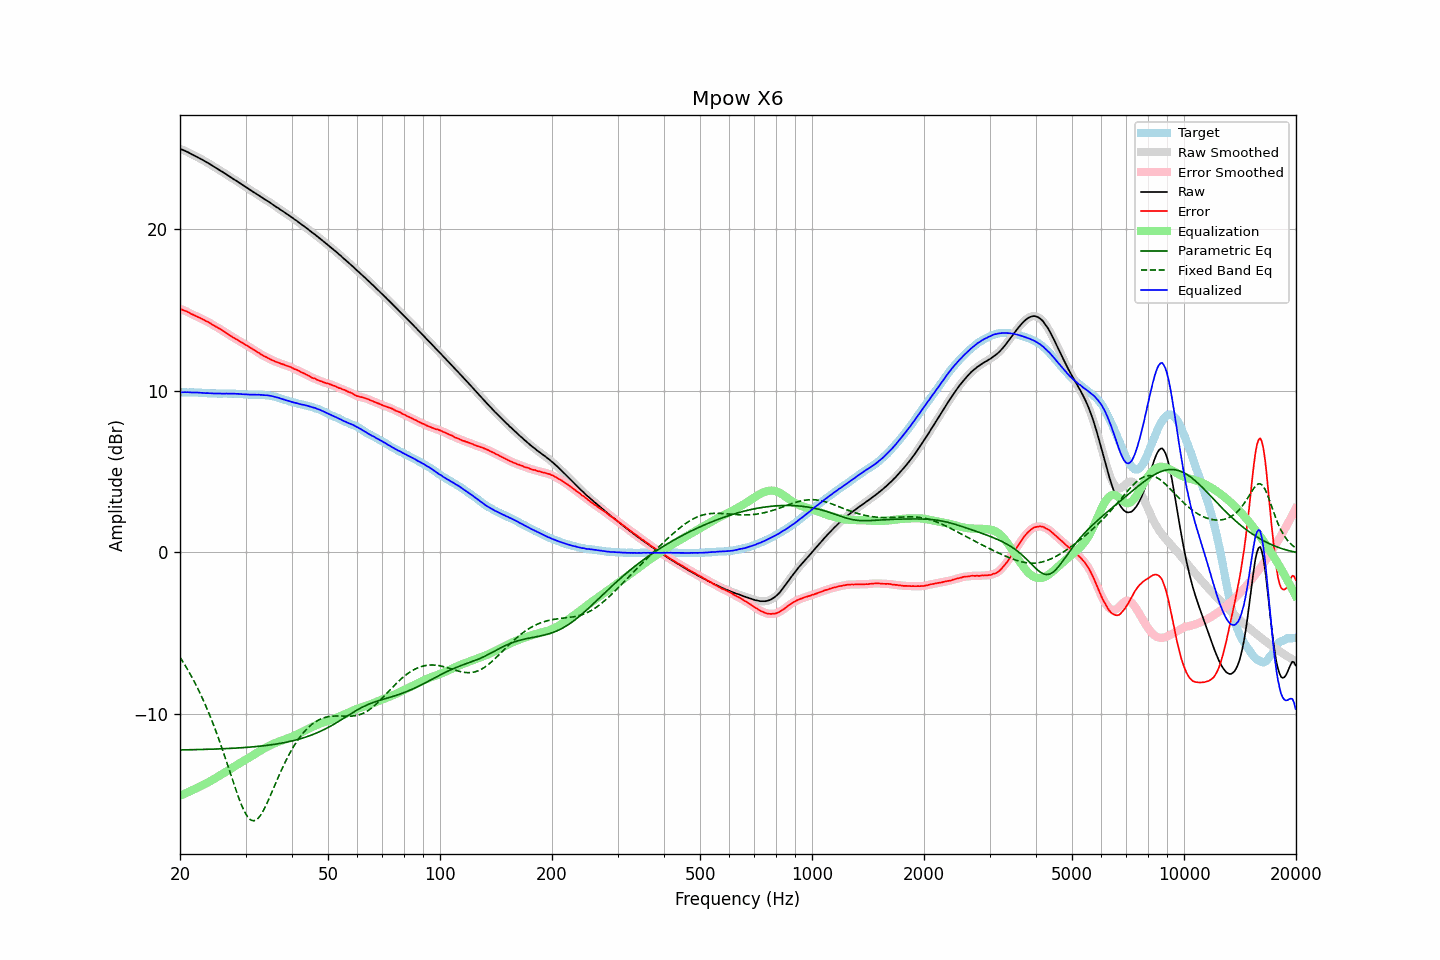 Mpow X6
Target
Raw Smoothed
Error Smoothed
Raw
Error
Equalization
Parametric Eq
Fixed Band Eq
Equalized
Amplitude (dBr)
20
10
0
−10
20 50 100 200 500 1000 2000 5000 10000 20000
Frequency (Hz)